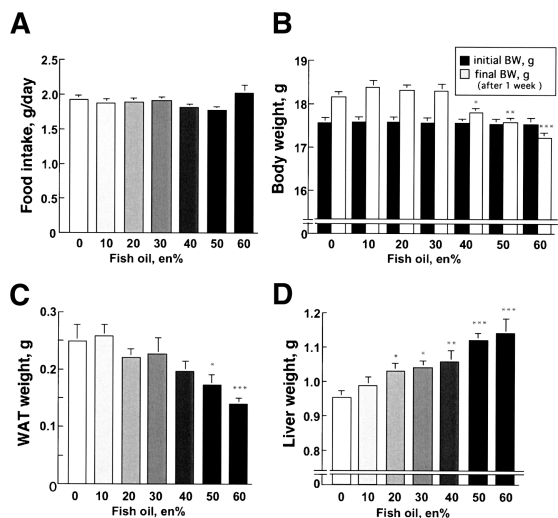 A
Food intake, g/day
2.5
2.0
1.5
1.0
0.5
0
0 10 20 30 40 50 60
Fish oil, en%
B
Body weight, g
19
18
17
16
0
initial BW, g
final BW, g
(after 1 week)
*
**
***
0 10 20 30 40 50 60
Fish oil, en%
C
WAT weight, g
0.3
0.2
0.1
0
*
***
0 10 20 30 40 50 60
Fish oil, en%
D
Liver weight, g
1.2
1.1
1.0
0.9
0.8
0
*
*
**
***
***
0 10 20 30 40 50 60
Fish oil, en%